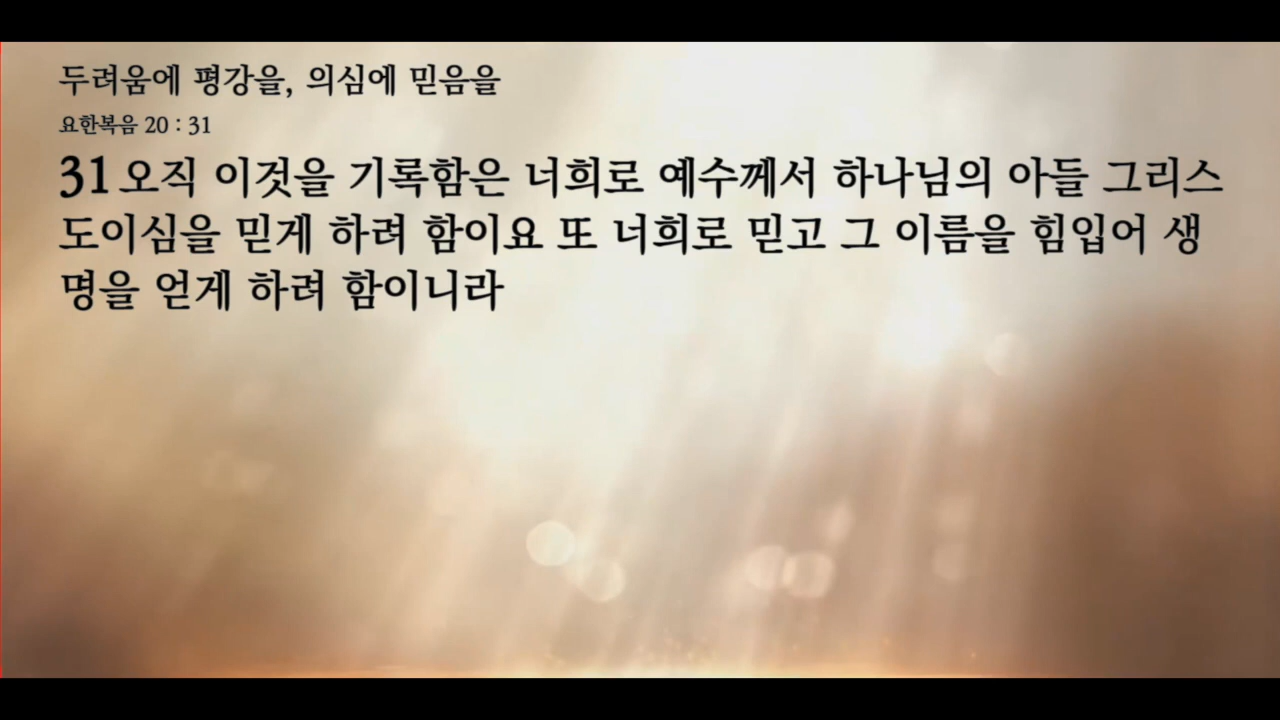 두려움에 평강을, 의심에 믿음을
요한복음 20 : 31
31 오직 이것을 기록함은 너희로 예수께서 하나님의 아들 그리스
도이심을 믿게 하려 함이요 또 너희로 믿고 그 이름을 힘입어 생
명을 얻게 하려 함이니라